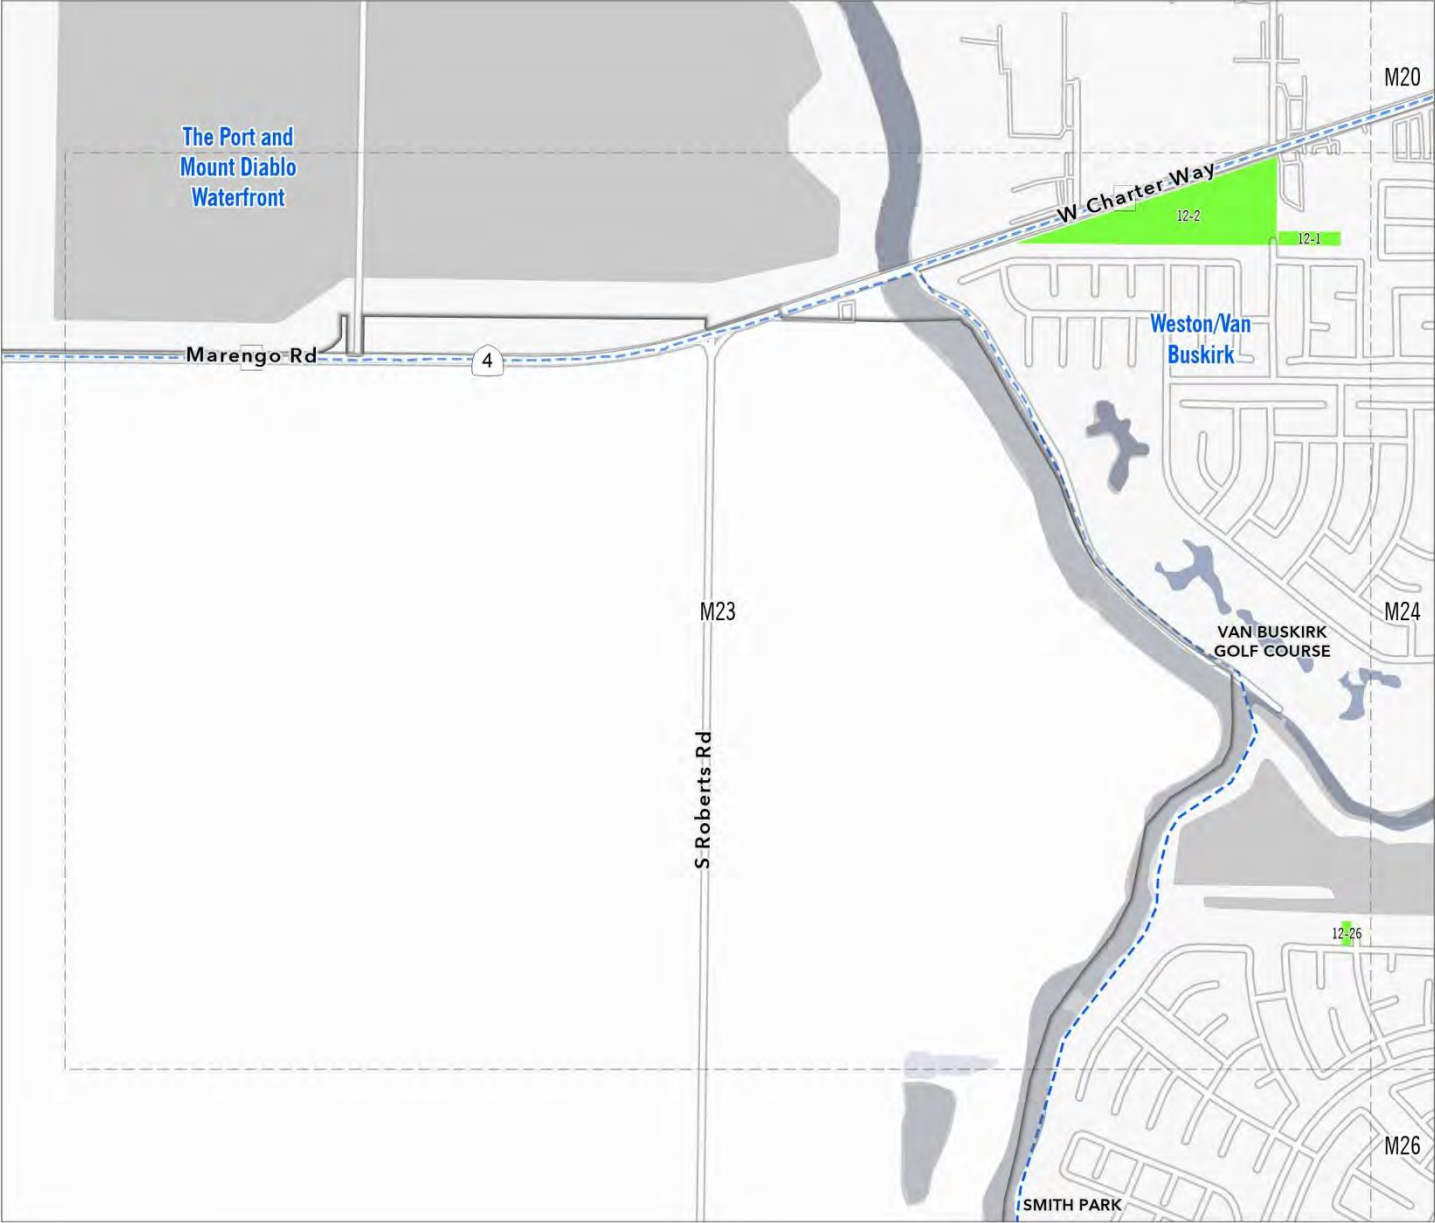 M20
The Port and
Mount Diablo
Waterfront
W Charter Way
12-2
12-1
Weston/Van
Buskirk
Marengo Rd
4
M23
M24
VAN BUSKIRK
GOLF COURSE
S Roberts Rd
12-26
M26
SMITH PARK